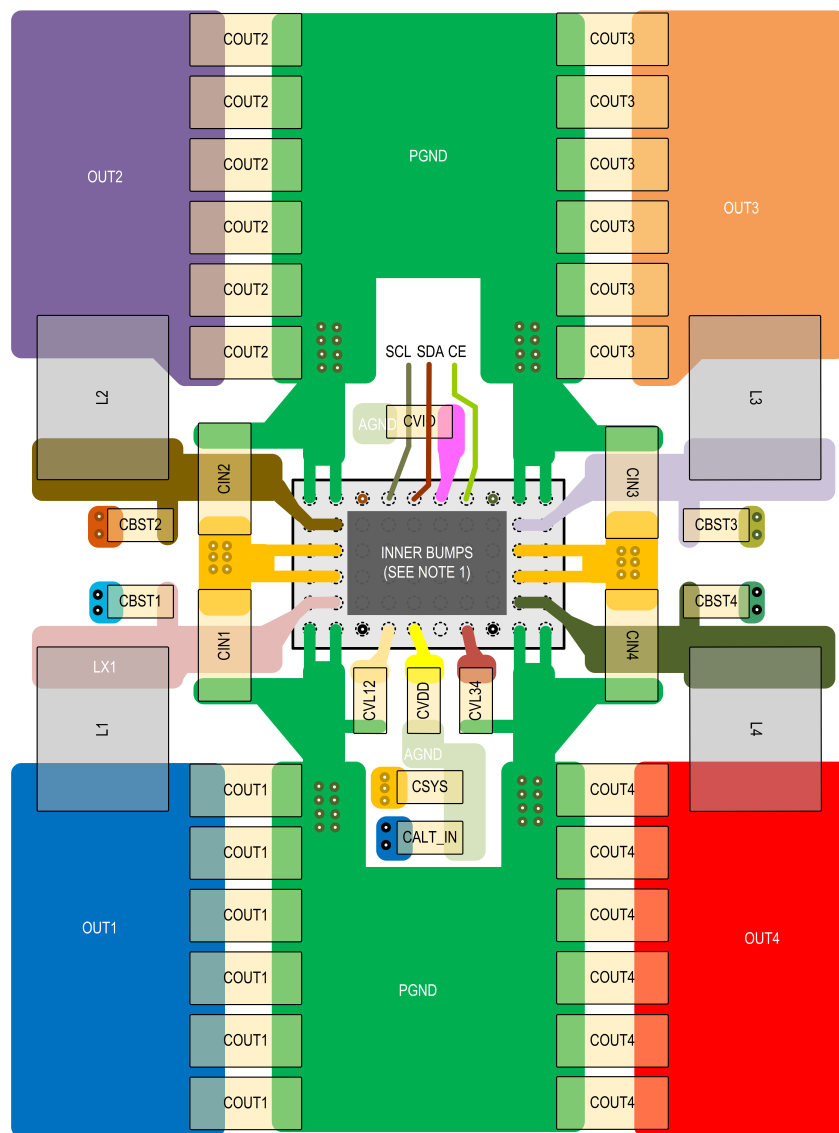 COUT2
COUT3
COUT2
COUT3
OUT2
COUT2
PGND
COUT3
OUT3
COUT2
COUT3
COUT2
COUT3
COUT2
COUT3
SCL SDA CE
L2
L3
AGND
CVIO
CIN2
CIN3
CBST2
CBST3
INNER BUMPS
(SEE NOTE 1)
CBST1
CBST4
CIN1
CIN4
LX1
L1
L4
CVL12
CVDD
CVL34
AGND
COUT1
CSYS
COUT4
COUT1
CALT_IN
COUT4
OUT1
COUT1
COUT4
OUT4
COUT1
PGND
COUT4
COUT1
COUT4
COUT1
COUT4